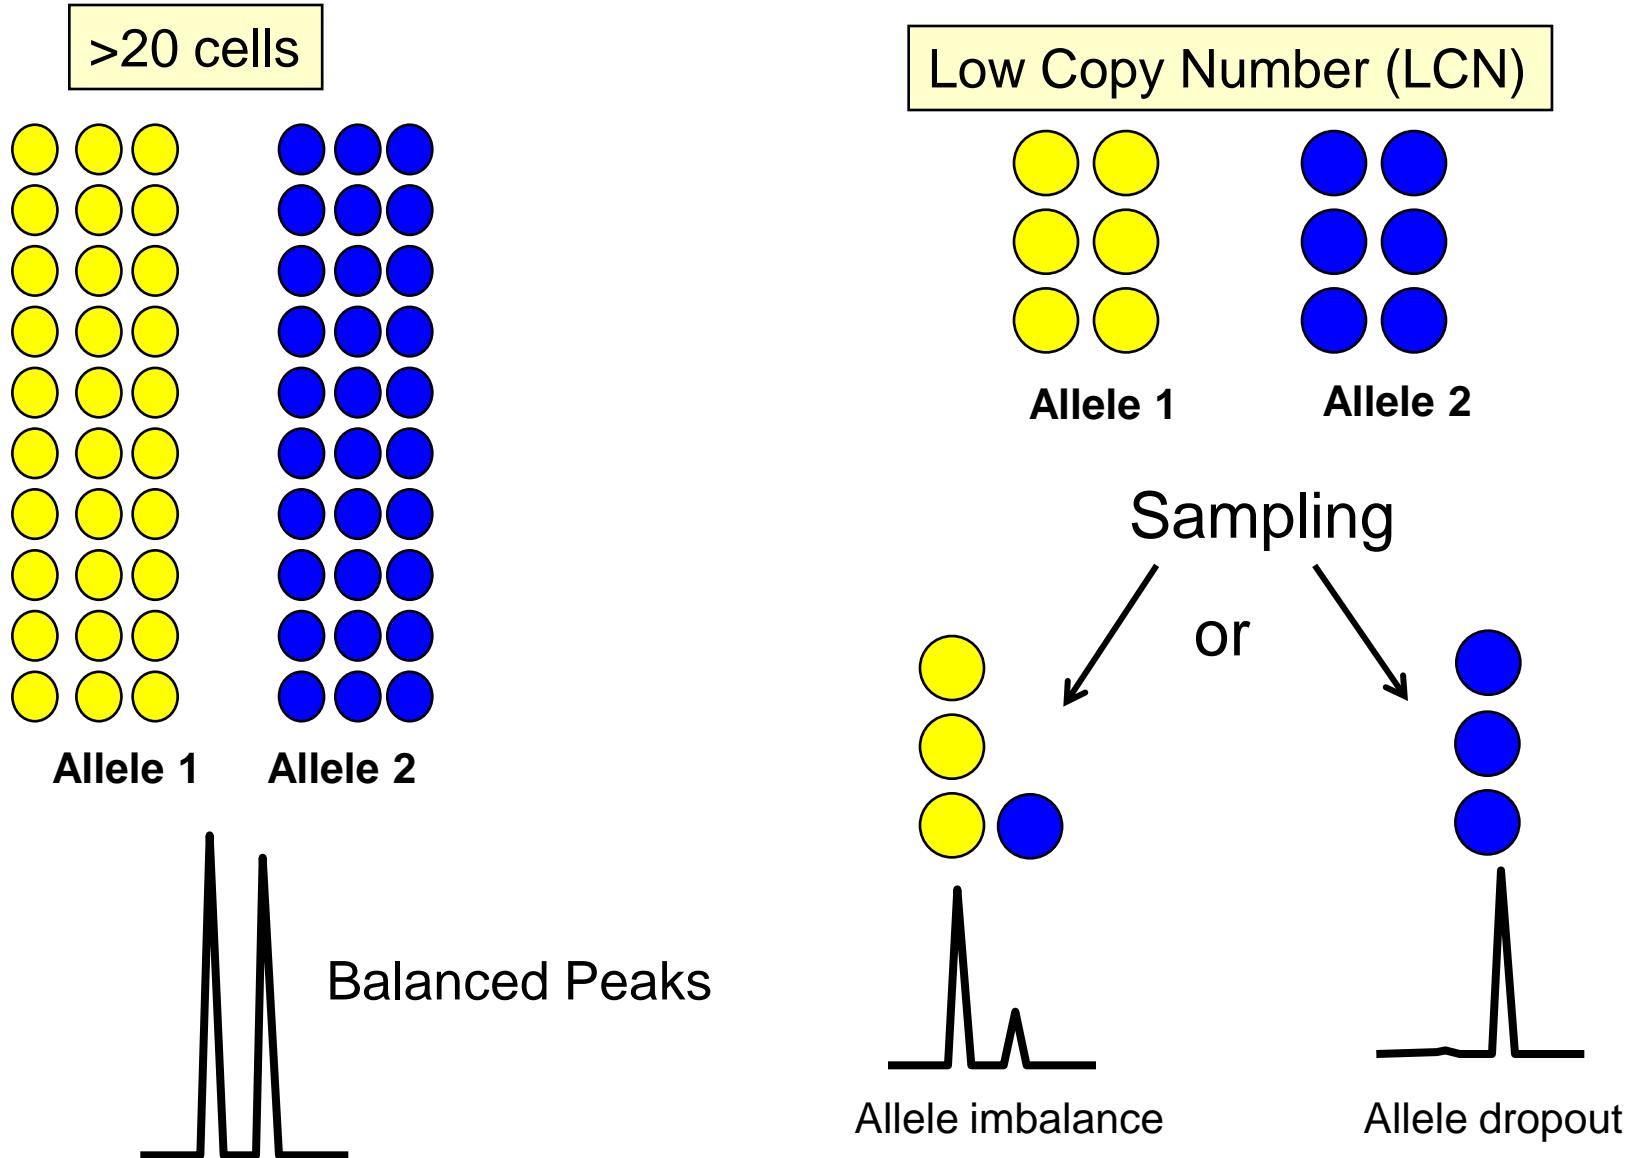 >20 cells
Allele 1
Allele 2
Balanced Peaks
Low Copy Number (LCN)
Allele 1
Allele 2
Sampling
or
Allele imbalance
Allele dropout